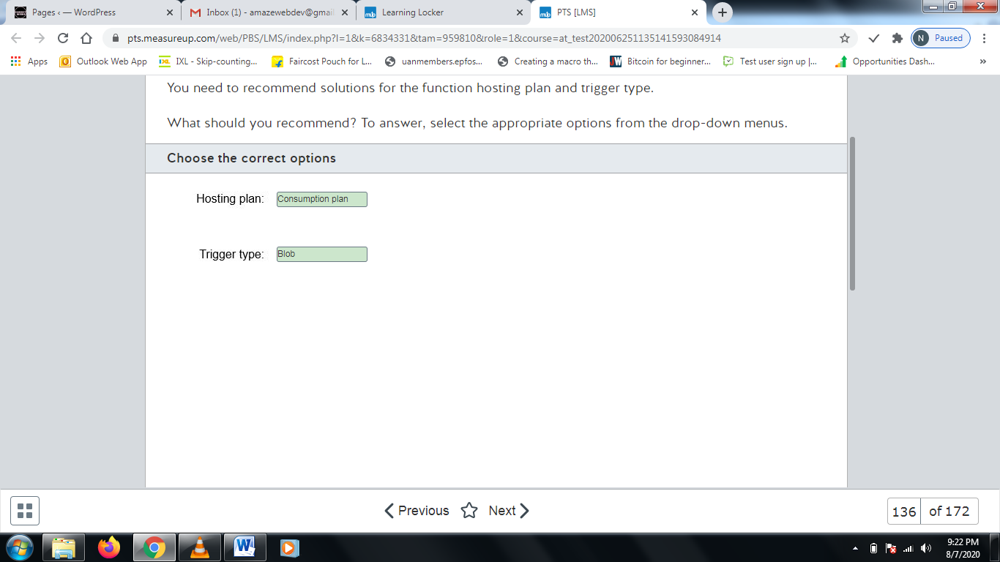 Pages ‹ — WordPress
Inbox (1) - amazewebdev@gmail
Learning Locker
PTS [LMS]
pts.measureup.com/web/PBS/LMS/index.php?l=1&k=6834331&tam=959810&role=1&course=at_test202006251135141593084914
N Paused
Apps
Outlook Web App
IXL - Skip-counting...
Faircost Pouch for L...
uanmembers.epfos...
Creating a macro th...
Bitcoin for beginner...
Test user sign up |...
Opportunities Dash...
»
You need to recommend solutions for the function hosting plan and trigger type.
What should you recommend? To answer, select the appropriate options from the drop-down menus.
Choose the correct options
Hosting plan: Consumption plan
Trigger type: Blob
Previous
Next
136 of 172
9:22 PM
8/7/2020